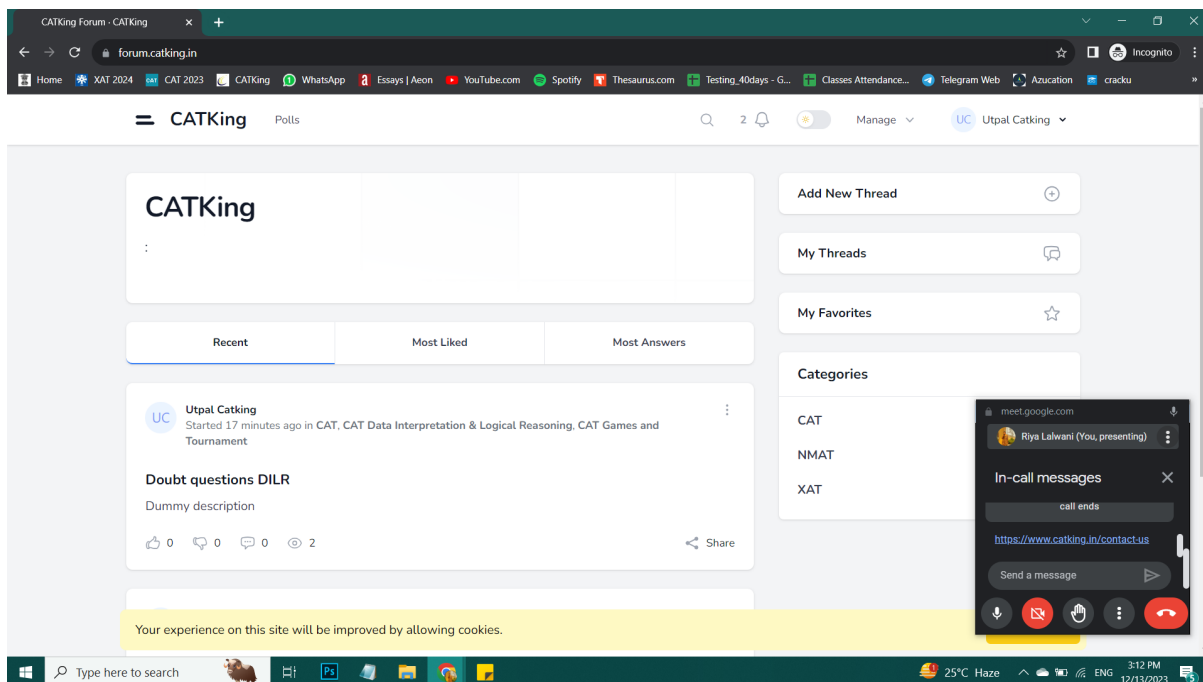 CATKing Forum - CATKing
forum.catking.in
Incognito
Home XAT 2024 CAT 2023 CATKing WhatsApp Essays | Aeon YouTube.com Spotify Thesaurus.com Testing_40days - G... Classes Attendance... Telegram Web Azucation cracku »
CATKing Polls 2 Manage UC Utpal Catking
CATKing
:
Add New Thread
My Threads
My Favorites
Recent Most Liked Most Answers
Categories
CAT
NMAT
XAT
UC Utpal Catking
Started 17 minutes ago in CAT, CAT Data Interpretation & Logical Reasoning, CAT Games and
Tournament
Doubt questions DILR
Dummy description
0 0 0 2 Share
Your experience on this site will be improved by allowing cookies.
meet.google.com
Riya Lalwani (You, presenting)
In-call messages
call ends
https://www.catking.in/contact-us
Send a message
Type here to search Ps 25°C Haze ENG 3:12 PM
12/13/2023 5